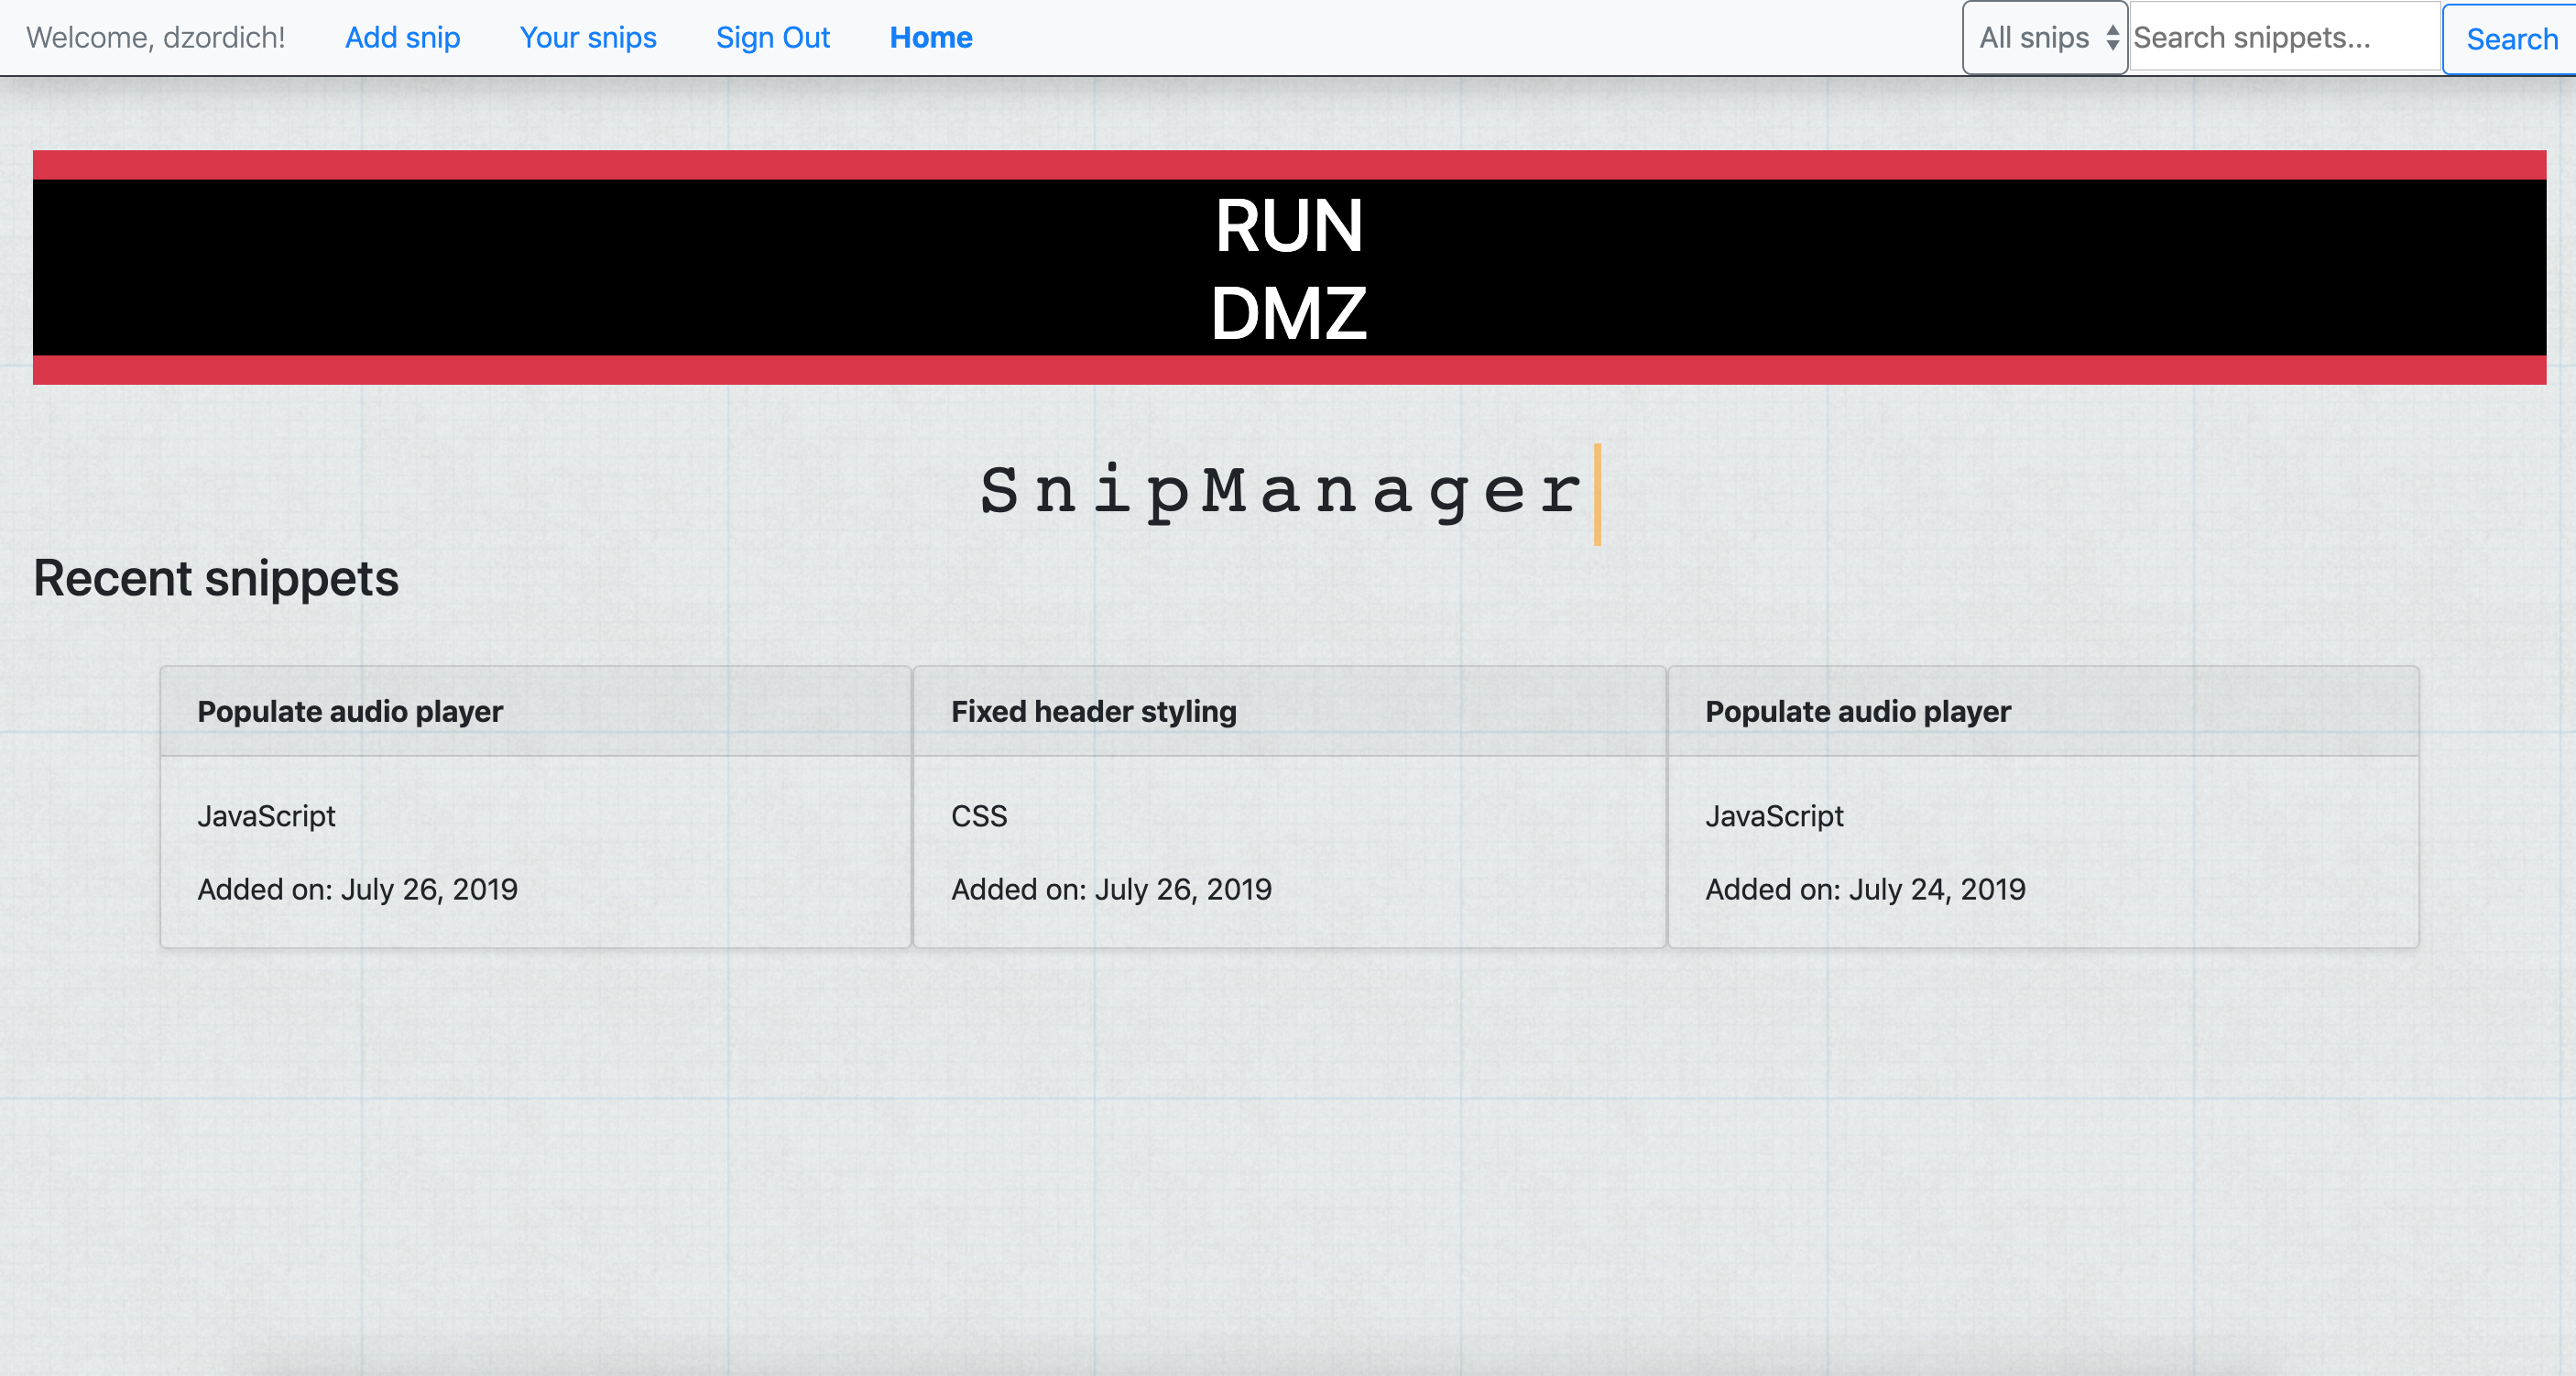 Welcome, dzordich! Add snip Your snips Sign Out Home All snips Search snippets... Search
RUN
DMZ
SnipManager
Recent snippets
Populate audio player
JavaScript
Added on: July 26, 2019
Fixed header styling
CSS
Added on: July 26, 2019
Populate audio player
JavaScript
Added on: July 24, 2019